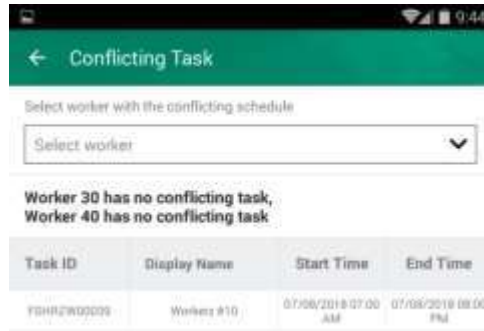 9:44
Conflicting Task
Select worker with the conflicting schedule
Select worker
Worker 30 has no conflicting task,
Worker 40 has no conflicting task
Task ID Display Name Start Time End Time
Workers #10 07/08/2018 07:00 07/08/2018 08:00
AM PM